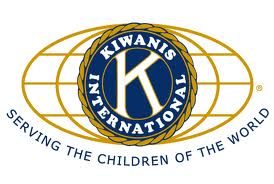 KIWANIS
K
INTERNATIONAL
®
SERVING THE CHILDREN OF THE WORLD